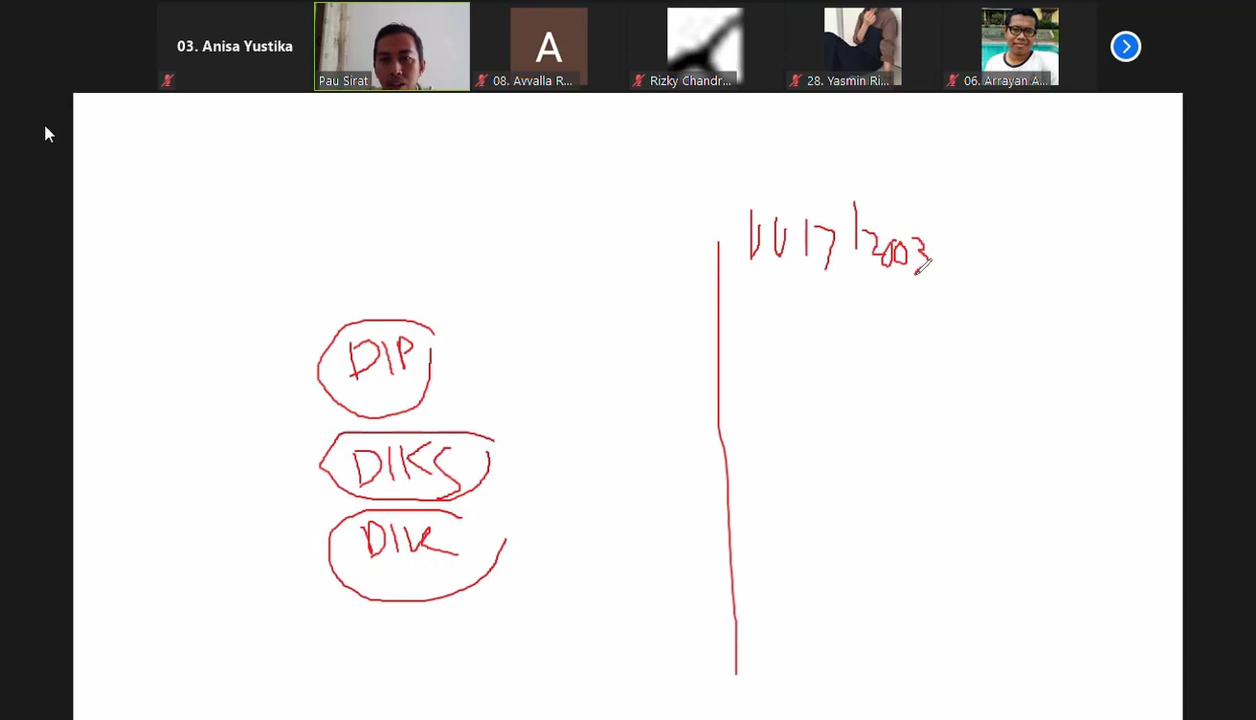 03. Anisa Yustika
Pau Sirat
A
08. Avvalla R...
Rizky Chandr...
28. Yasmin Ri...
06. Arrayan A...
UU 17 / 2003
DIP
DIKS
DIK